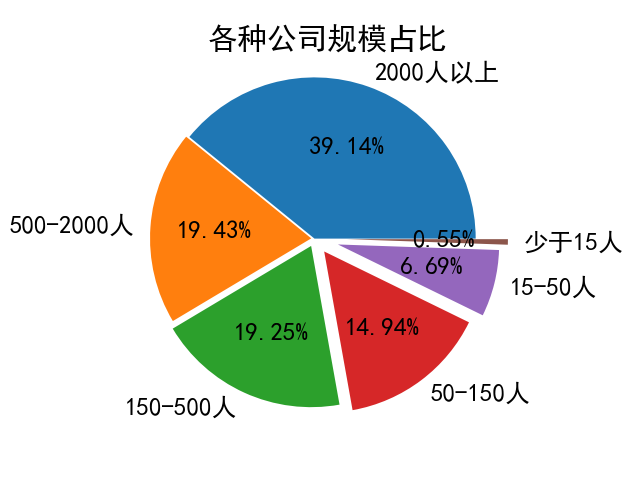 各种公司规模占比
2000人以上
39.14%
500-2000人
19.43%
0.55%
少于15人
6.69%
15-50人
19.25%
14.94%
50-150人
150-500人